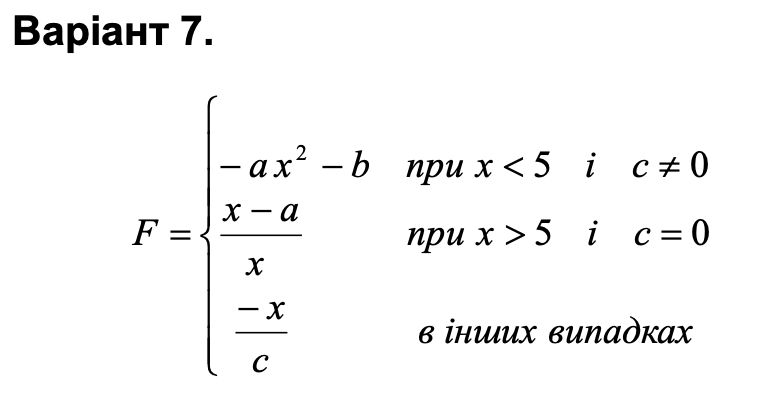 Варіант 7.
F = { -ax² - b при x < 5 і c ≠ 0
(x - a)/x при x > 5 і c = 0
(-x)/c в інших випадках